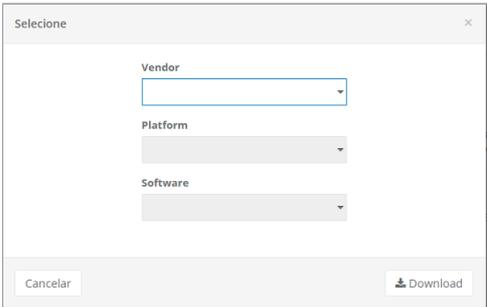 Selecione
×
Vendor
Platform
Software
Cancelar
Download